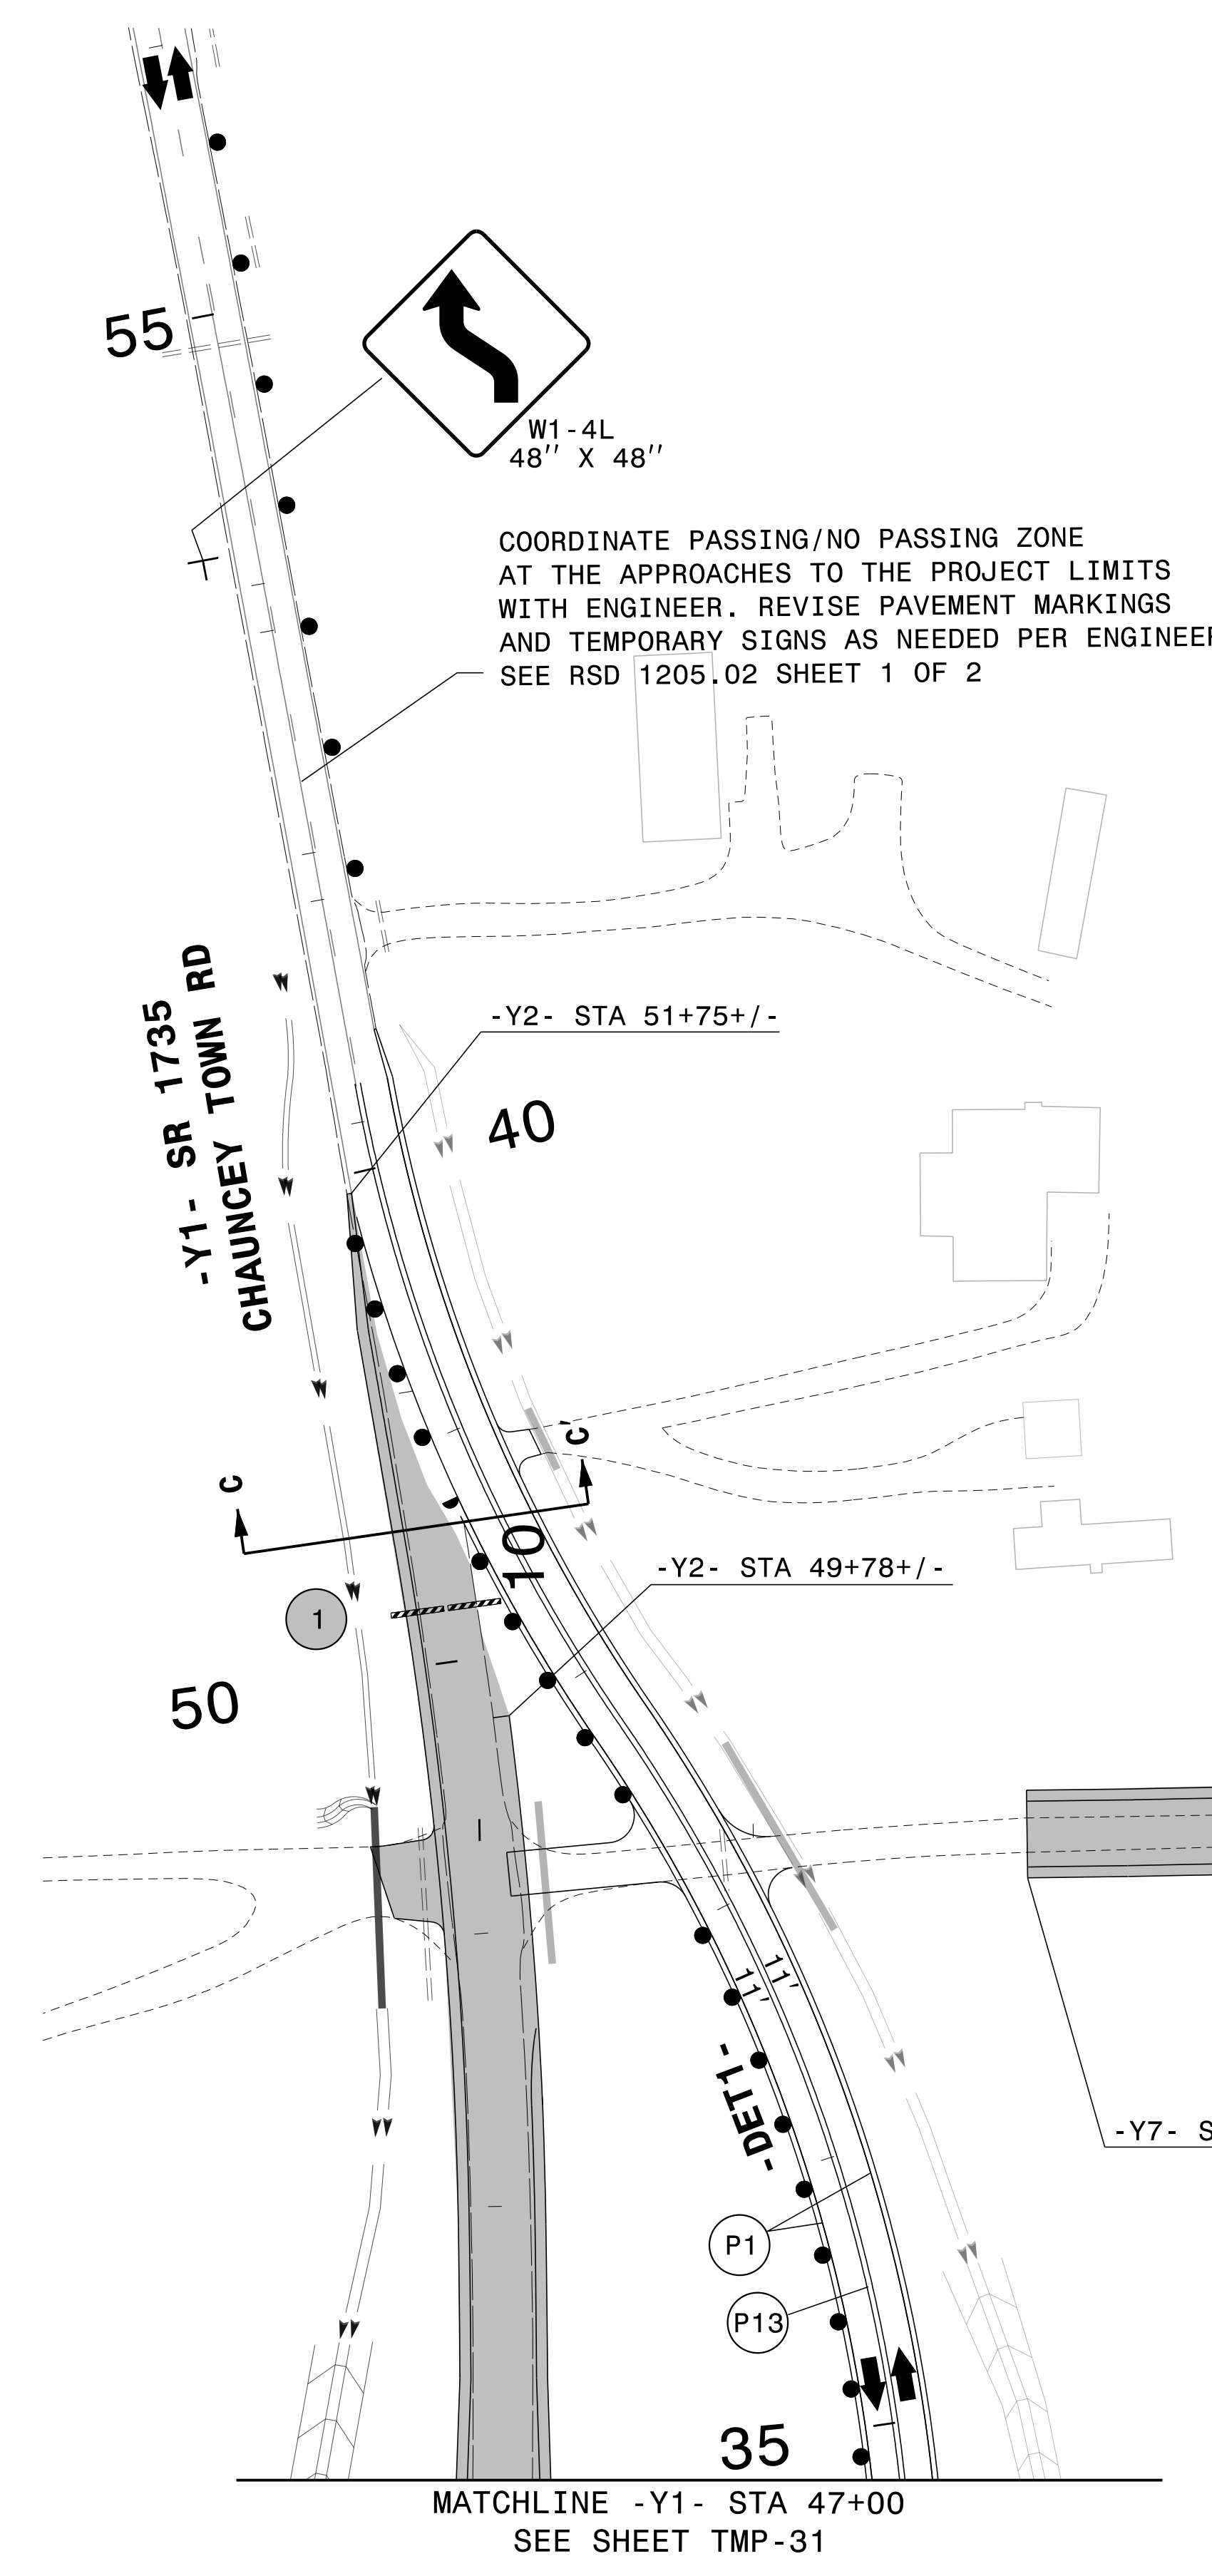 55
W1-4L
48" X 48"
COORDINATE PASSING/NO PASSING ZONE
AT THE APPROACHES TO THE PROJECT LIMITS
WITH ENGINEER. REVISE PAVEMENT MARKINGS
AND TEMPORARY SIGNS AS NEEDED PER ENGINEER
SEE RSD 1205.02 SHEET 1 OF 2
-Y1- SR 1735
CHAUNCEY TOWN RD
-Y2- STA 51+75+/-
40
C
C'
10
-Y2- STA 49+78+/-
1
50
11'
11'
-DET1-
-Y7- S
P1
P13
35
MATCHLINE -Y1- STA 47+00
SEE SHEET TMP-31